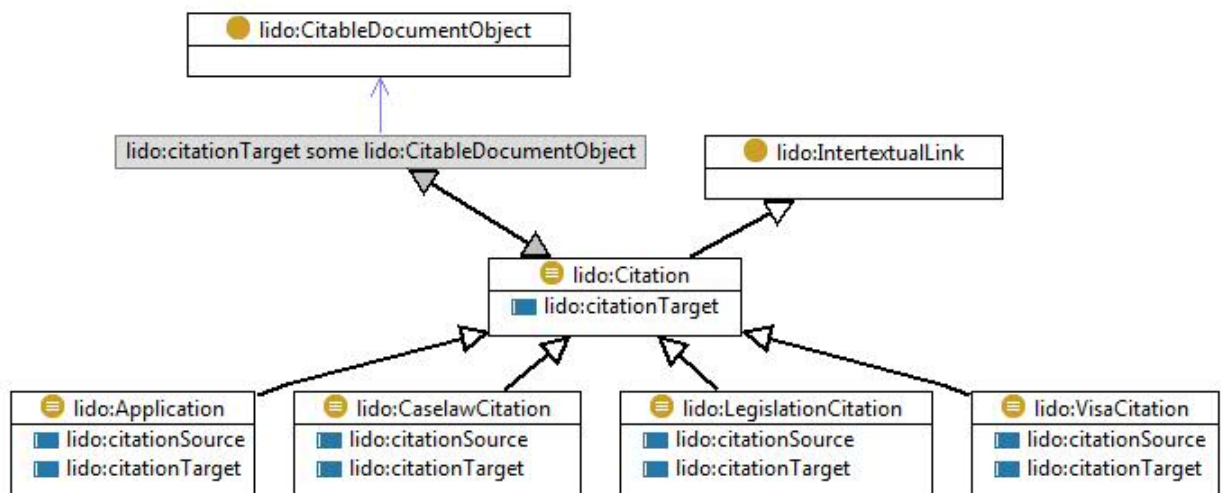 lido:CitableDocumentObject
lido:citationTarget some lido:CitableDocumentObject
lido:IntertextualLink
lido:Citation
lido:citationTarget
lido:Application
lido:citationSource
lido:citationTarget
lido:CaselawCitation
lido:citationSource
lido:citationTarget
lido:LegislationCitation
lido:citationSource
lido:citationTarget
lido:VisaCitation
lido:citationSource
lido:citationTarget